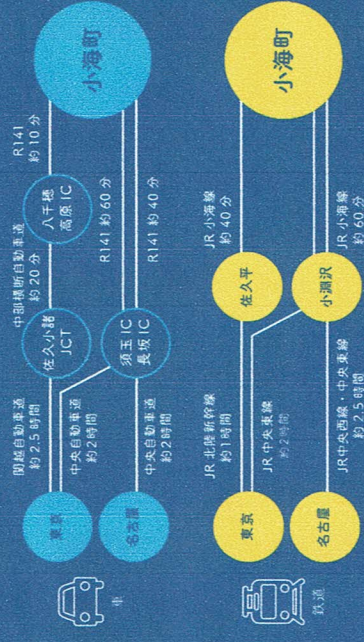 車
東京
関越自動車道
約2.5時間
佐久小諸
JCT
中部横断自動車道
約20分
八千穂
高原 IC
R141
約10分
小海町
中央自動車道
約2時間
名古屋
中央自動車道
約2時間
須玉 IC
長坂 IC
R141 約60分
R141 約40分
鉄道
東京
JR 北陸新幹線
約1時間
佐久平
JR 小海線
約40分
小海町
JR 中央東線
約2時間
名古屋
JR 中央西線・中央東線
約2.5時間
小淵沢
JR 小海線
約60分